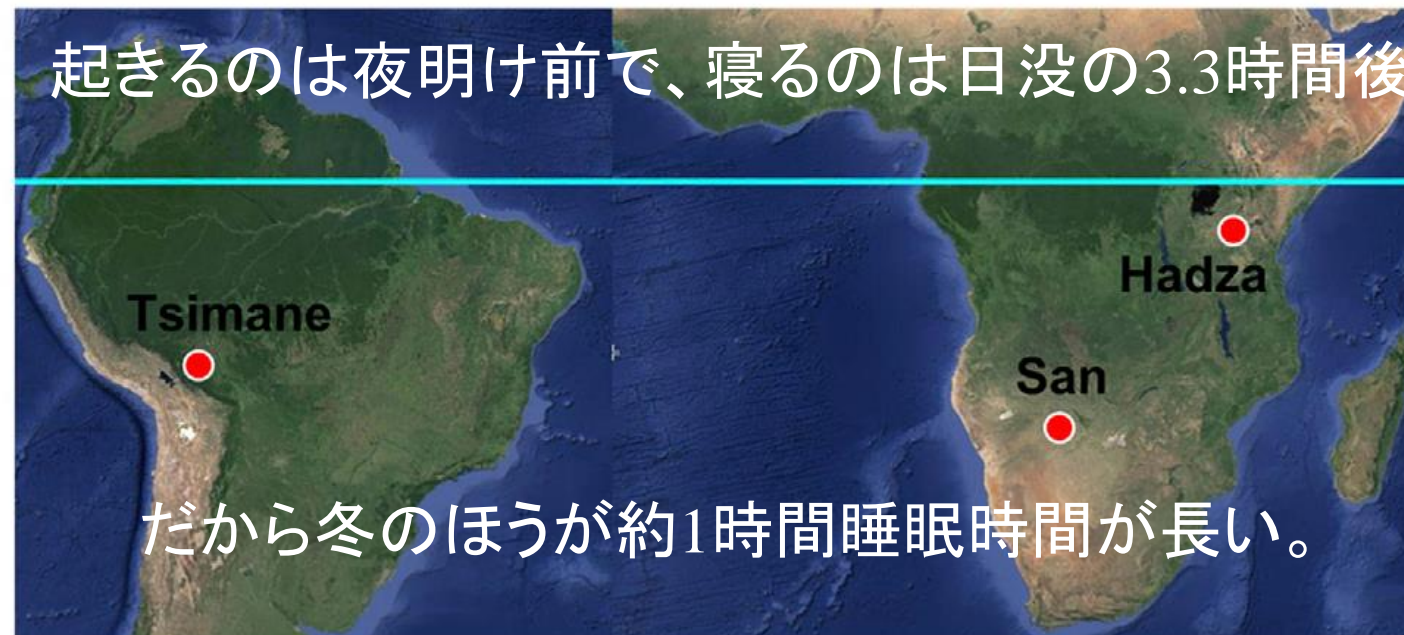 起きるのは夜明け前で、寝るのは日没の3.3時間後
Hadza
Tsimane
San
だから冬のほうが約1時間睡眠時間が長い。